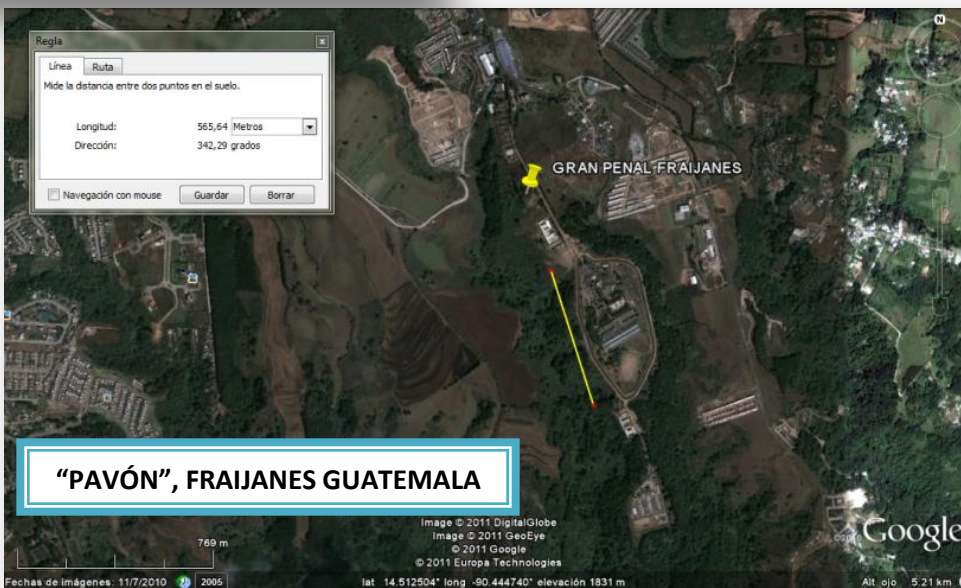 Regla
Línea
Ruta
Mide la distancia entre dos puntos en el suelo.
Longitud: 565,64 Metros
Dirección: 342,29 grados
Navegación con mouse
Guardar
Borrar
N
GRAN PENAL FRAIJANES
“PAVÓN”, FRAIJANES GUATEMALA
769 m
Image © 2011 DigitalGlobe
Image © 2011 GeoEye
© 2011 Google
© 2011 Europa Technologies
Google
Fechas de imágenes: 11/7/2010
2005
lat 14.512504° long -90.444740° elevación 1831 m
Alt. ojo 5.21 km